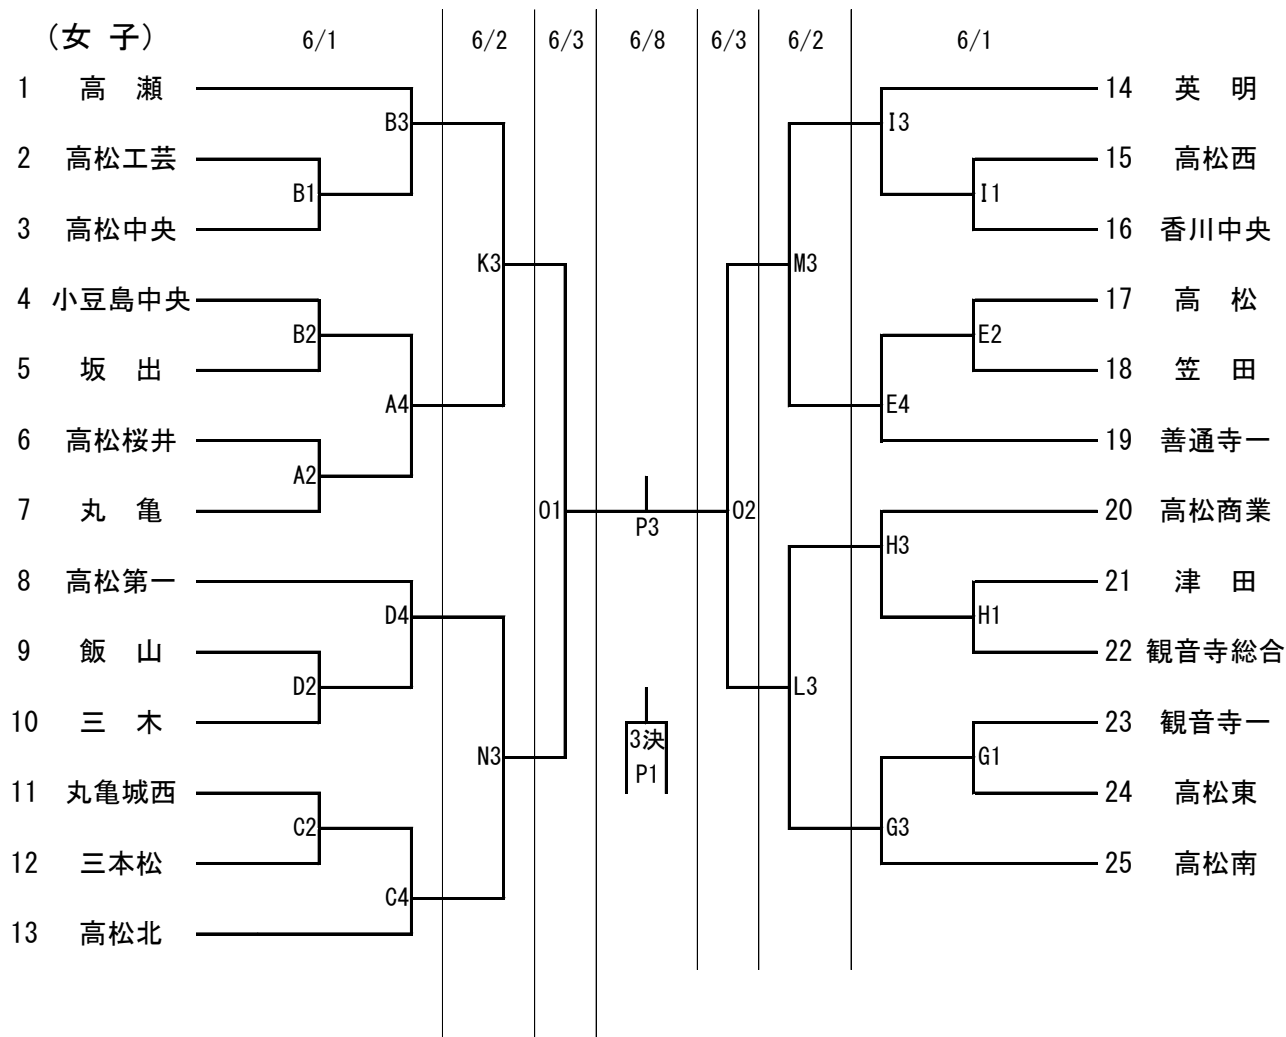 （女 子） 6/1 6/2 6/3 6/8 6/3 6/2 6/1
1 高 瀬 14 英 明
B3 I3
2 高松工芸 15 高松西
B1 I1
3 高松中央 16 香川中央
K3 M3
4 小豆島中央 17 高 松
B2 E2
5 坂 出 18 笠 田
A4 E4
6 高松桜井 19 善通寺一
A2
7 丸 亀 O1 P3 O2 20 高松商業
H3
8 高松第一 21 津 田
D4 H1
9 飯 山 22 観音寺総合
D2 L3
10 三 木 3決 23 観音寺一
N3 P1 G1
11 丸亀城西 24 高松東
C2 G3
12 三本松 25 高松南
C4
13 高松北